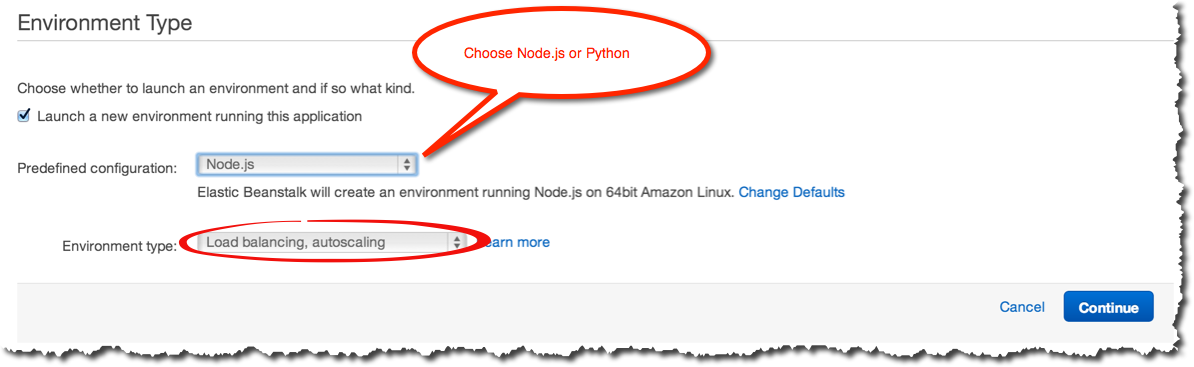 Environment Type
Choose Node.js or Python
Choose whether to launch an environment and if so what kind.
Launch a new environment running this application
Predefined configuration: Node.js
Elastic Beanstalk will create an environment running Node.js on 64bit Amazon Linux. Change Defaults
Environment type: Load balancing, autoscaling earn more
Cancel Continue